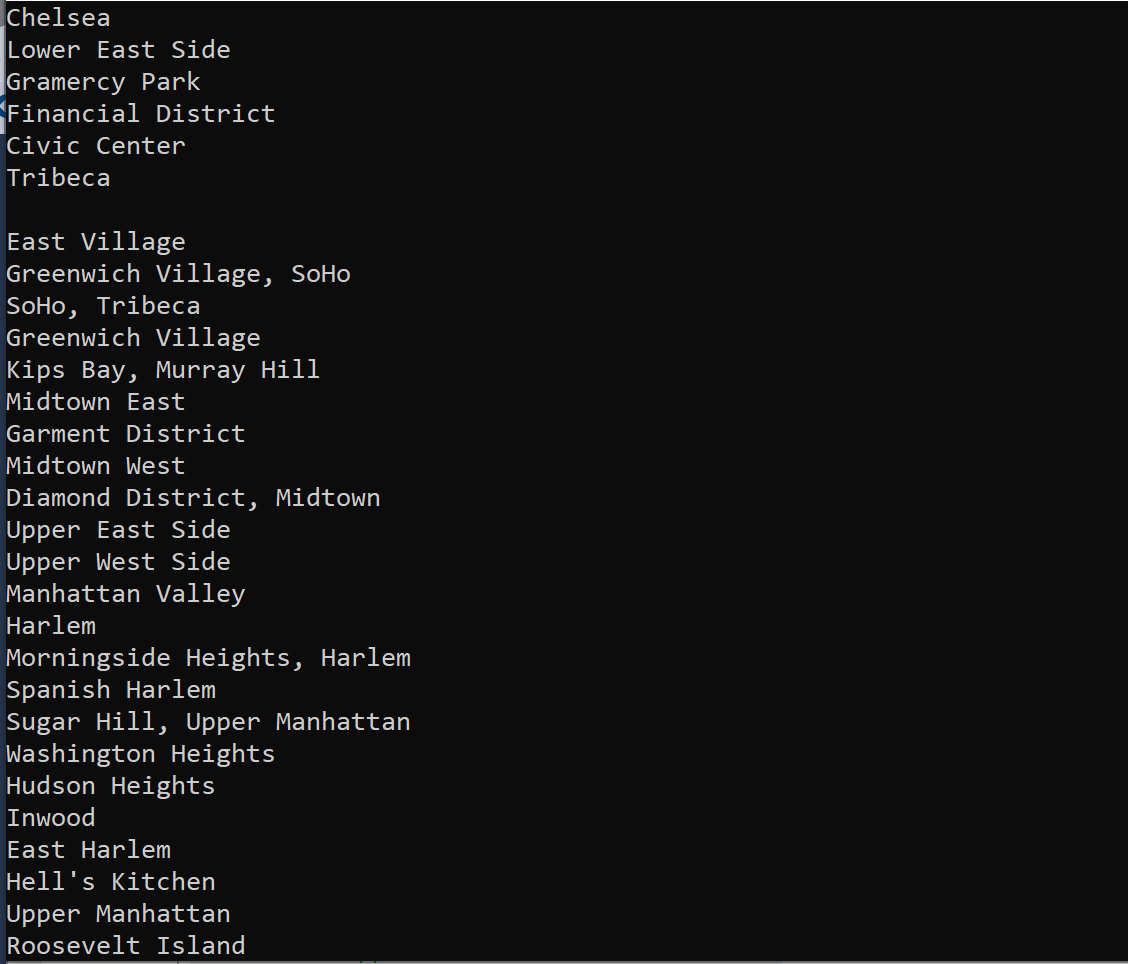 Chelsea
Lower East Side
Gramercy Park
Financial District
Civic Center
Tribeca

East Village
Greenwich Village, SoHo
SoHo, Tribeca
Greenwich Village
Kips Bay, Murray Hill
Midtown East
Garment District
Midtown West
Diamond District, Midtown
Upper East Side
Upper West Side
Manhattan Valley
Harlem
Morningside Heights, Harlem
Spanish Harlem
Sugar Hill, Upper Manhattan
Washington Heights
Hudson Heights
Inwood
East Harlem
Hell's Kitchen
Upper Manhattan
Roosevelt Island